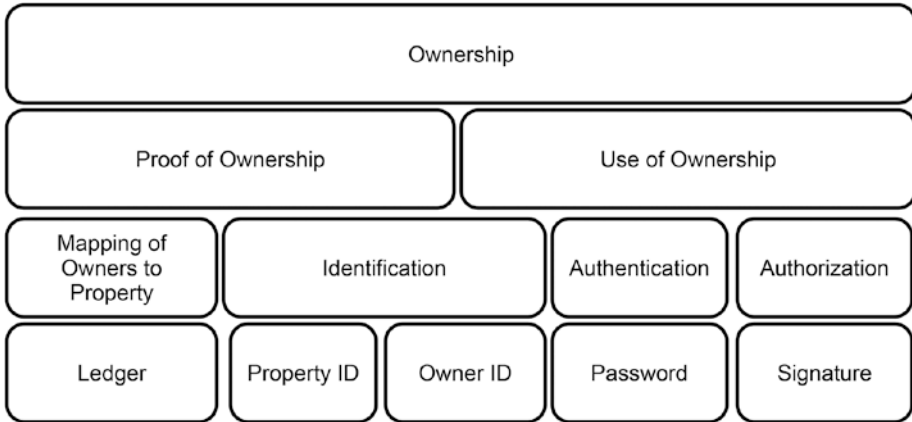 Ownership
Proof of Ownership
Use of Ownership
Mapping of
Owners to
Property
Identification
Authentication
Authorization
Ledger
Property ID
Owner ID
Password
Signature